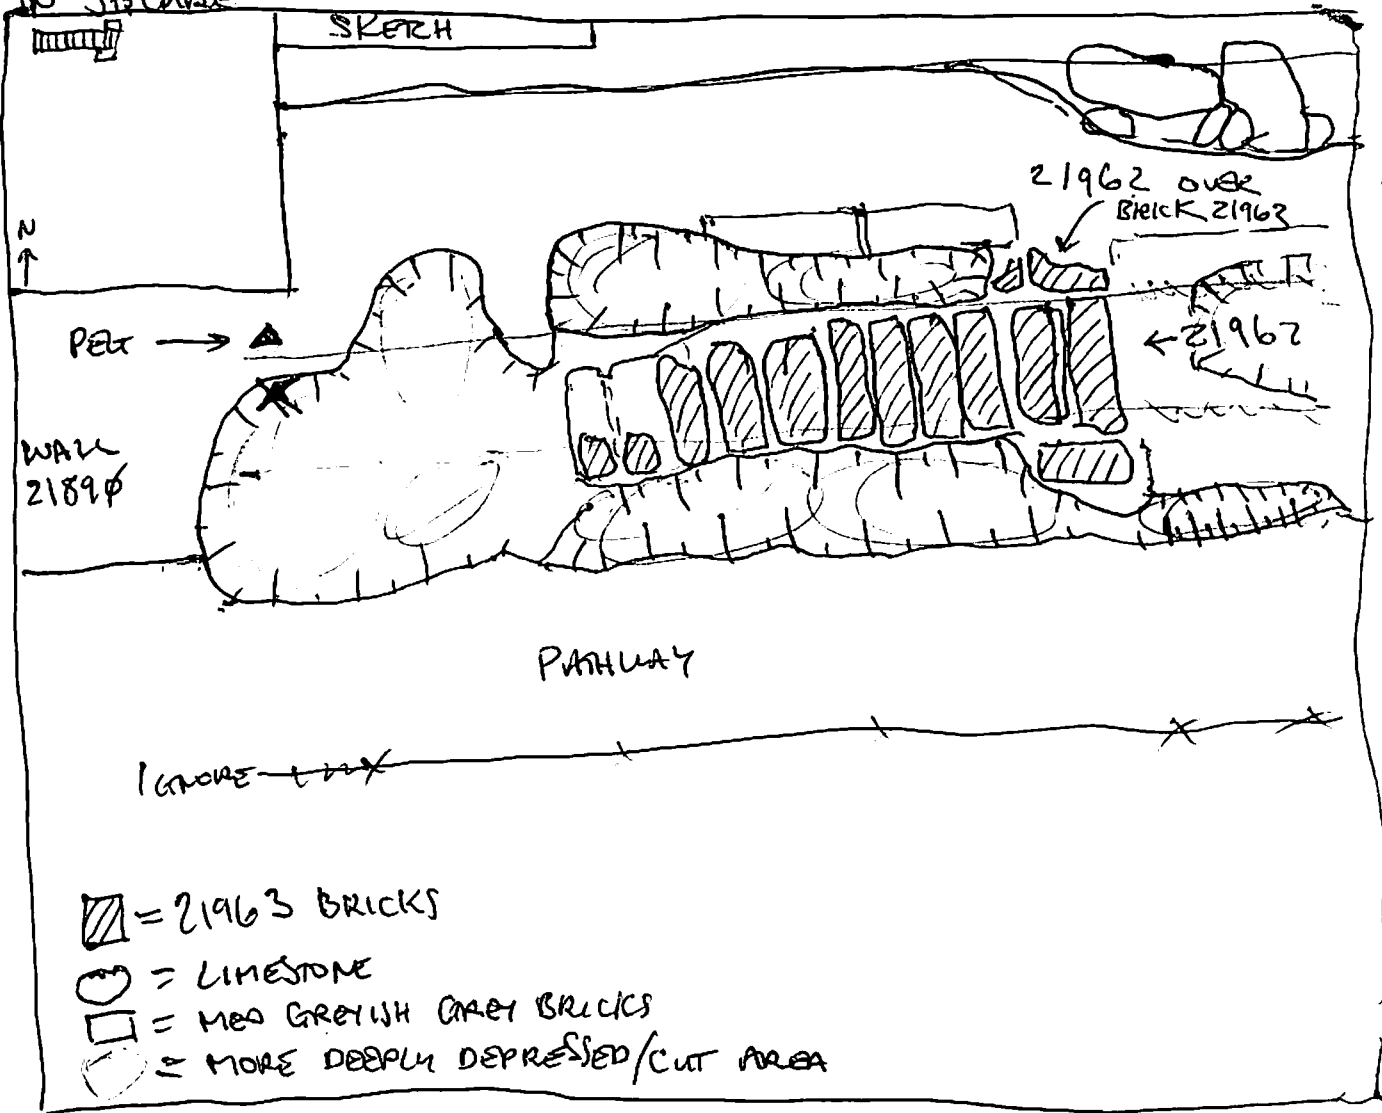 IN
SKETCH
21962 OVER
BRICK 21963
N
PEG
← 21962
WALL
21890
PATHWAY
IGNORE
= 21963 BRICKS
= LIMESTONE
= MED GREYISH GREY BRICKS
= MORE DEEPLY DEPRESSED/CUT AREA